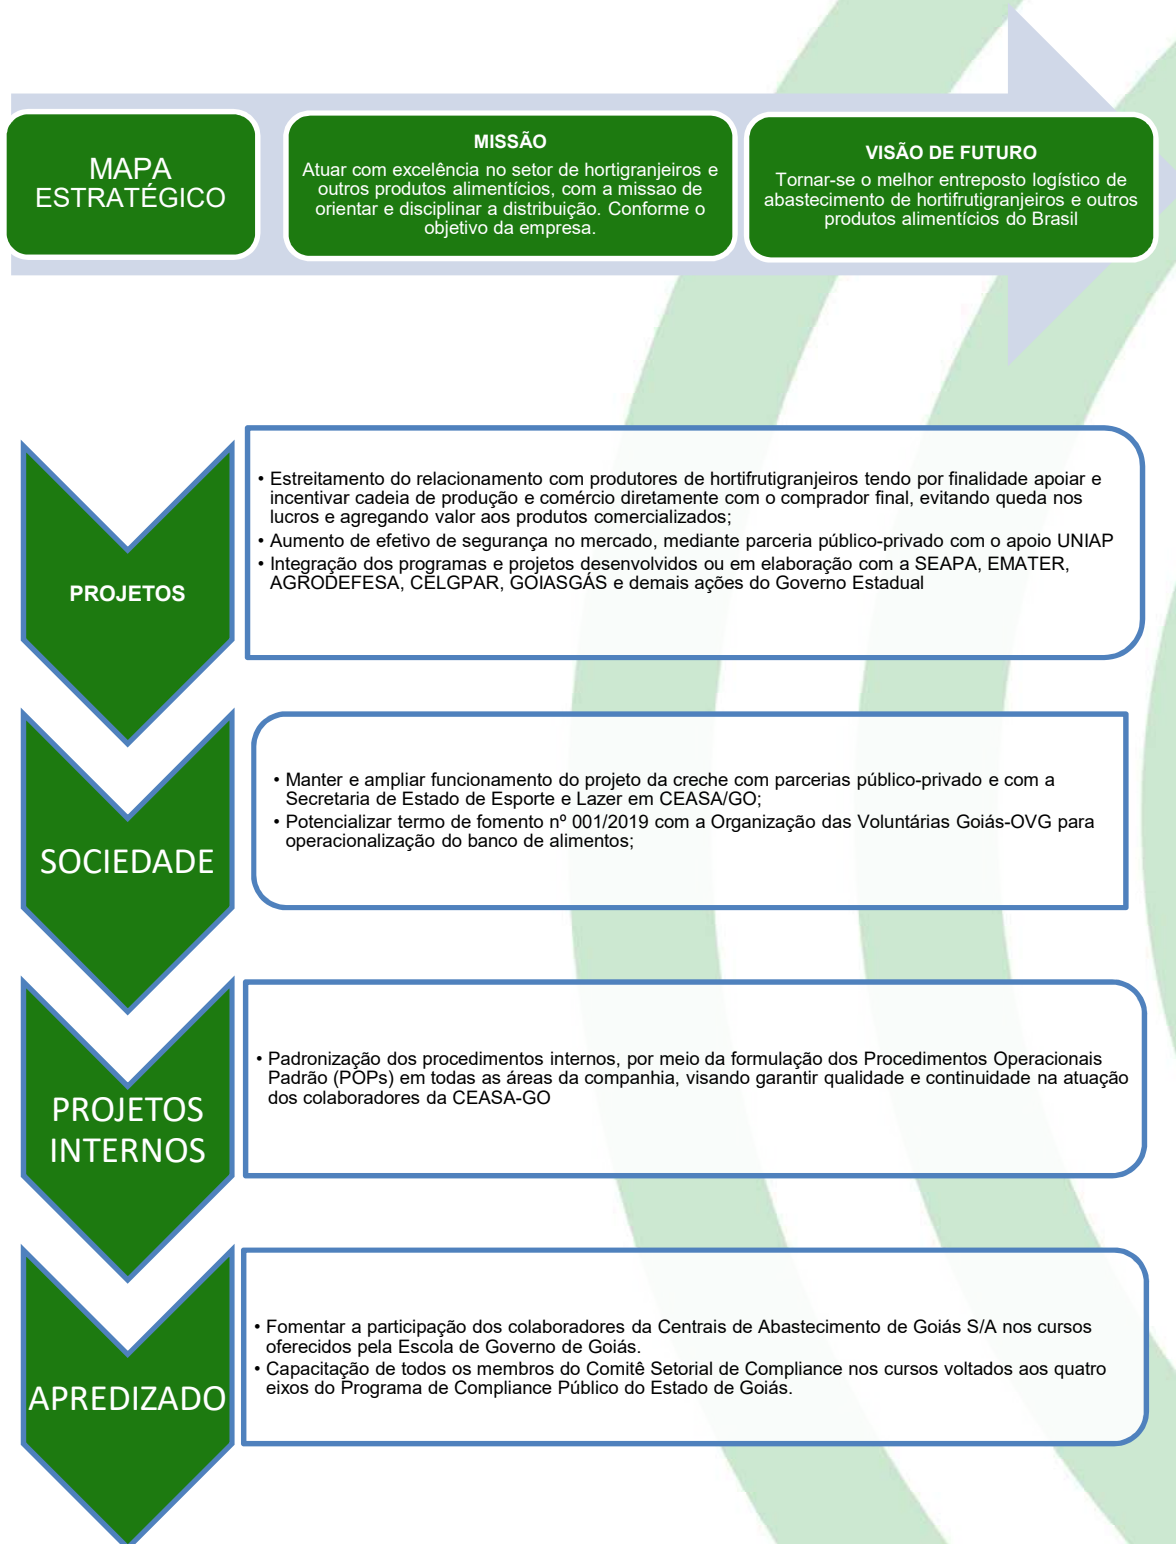 MAPA
ESTRATÉGICO
MISSÃO
Atuar com excelência no setor de hortigranjeiros e
outros produtos alimentícios, com a missao de
orientar e disciplinar a distribuição. Conforme o
objetivo da empresa.
VISÃO DE FUTURO
Tornar-se o melhor entreposto logístico de
abastecimento de hortifrutigranjeiros e outros
produtos alimentícios do Brasil
PROJETOS
• Estreitamento do relacionamento com produtores de hortifrutigranjeiros tendo por finalidade apoiar e
incentivar cadeia de produção e comércio diretamente com o comprador final, evitando queda nos
lucros e agregando valor aos produtos comercializados;
• Aumento de efetivo de segurança no mercado, mediante parceria público-privado com o apoio UNIAP
• Integração dos programas e projetos desenvolvidos ou em elaboração com a SEAPA, EMATER,
AGRODEFESA, CELGPAR, GOIASGÁS e demais ações do Governo Estadual
SOCIEDADE
• Manter e ampliar funcionamento do projeto da creche com parcerias público-privado e com a
Secretaria de Estado de Esporte e Lazer em CEASA/GO;
• Potencializar termo de fomento nº 001/2019 com a Organização das Voluntárias Goiás-OVG para
operacionalização do banco de alimentos;
PROJETOS
INTERNOS
• Padronização dos procedimentos internos, por meio da formulação dos Procedimentos Operacionais
Padrão (POPs) em todas as áreas da companhia, visando garantir qualidade e continuidade na atuação
dos colaboradores da CEASA-GO
APREDIZADO
• Fomentar a participação dos colaboradores da Centrais de Abastecimento de Goiás S/A nos cursos
oferecidos pela Escola de Governo de Goiás.
• Capacitação de todos os membros do Comitê Setorial de Compliance nos cursos voltados aos quatro
eixos do Programa de Compliance Público do Estado de Goiás.